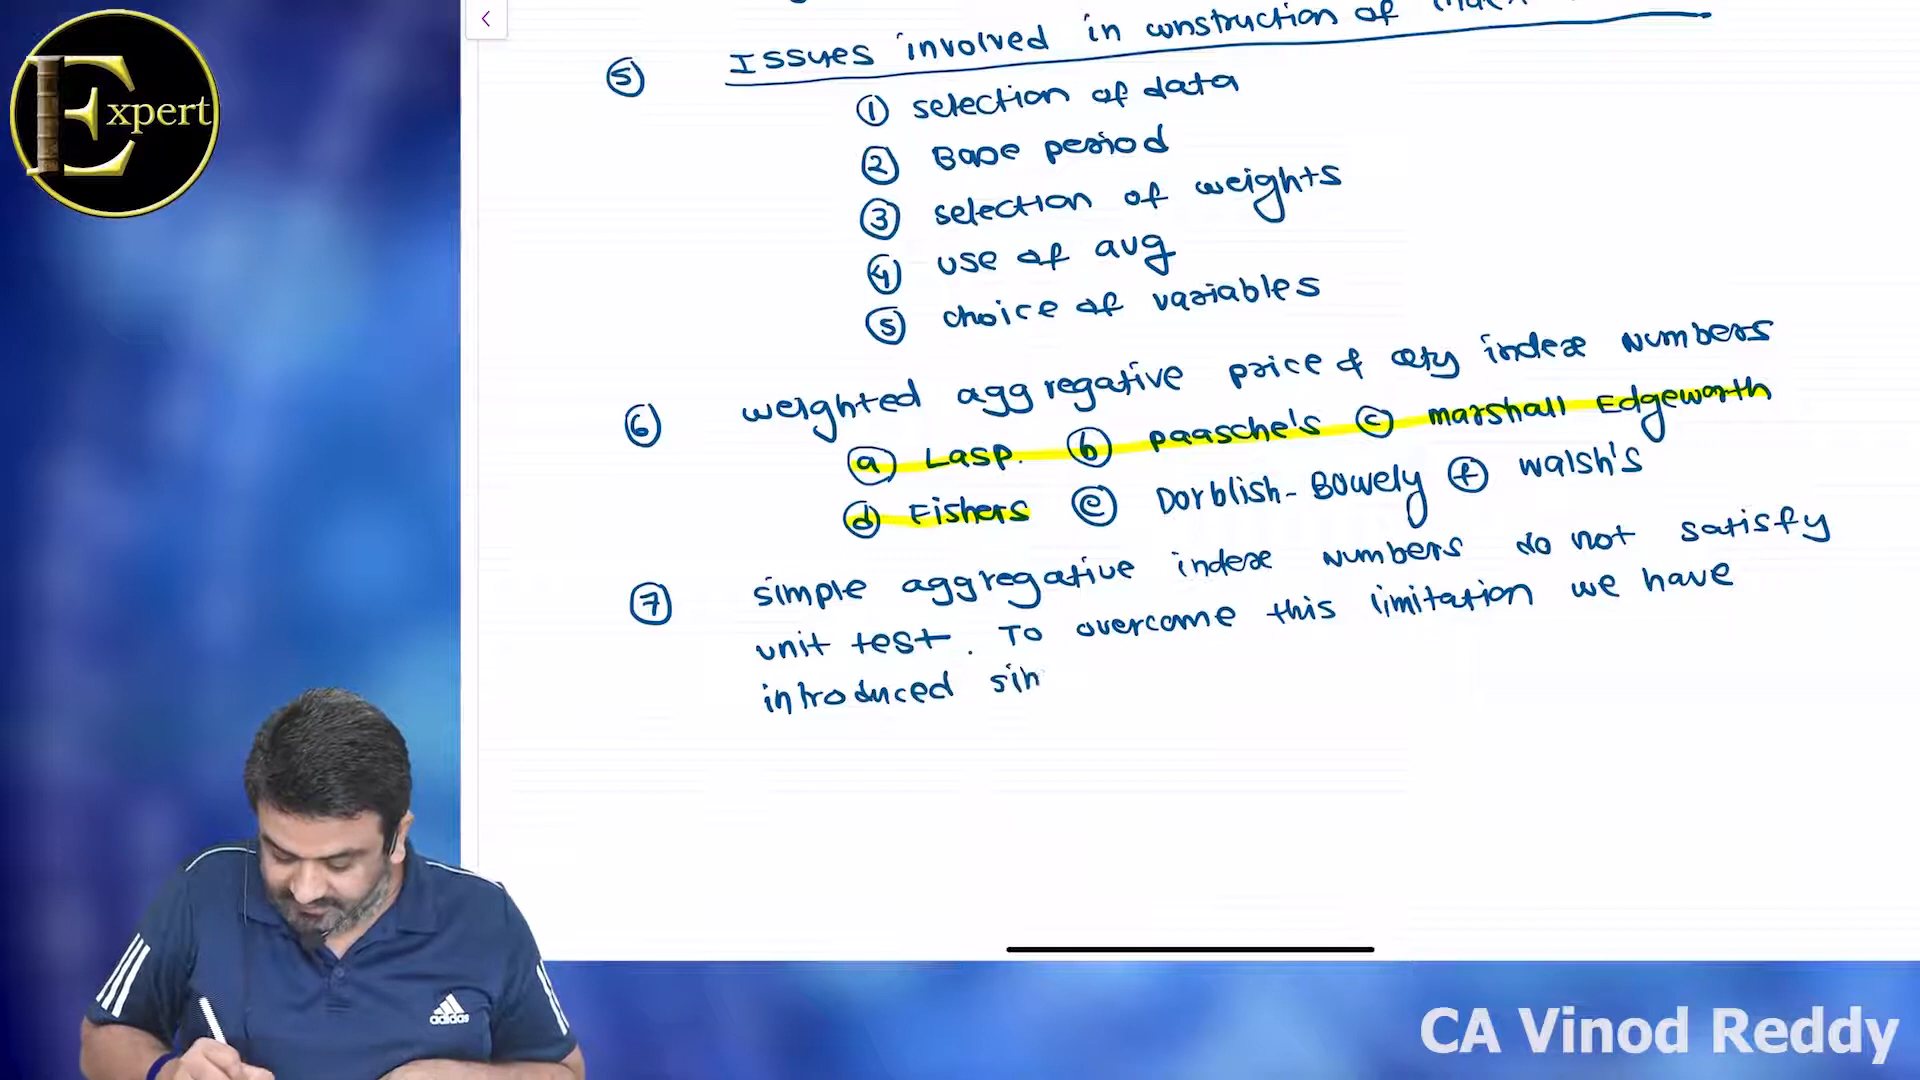 Expert
⑤ Issues involved in construction of
① selection of data
② Base period
③ selection of weights
④ use of avg
⑤ choice of variables
⑥ weighted aggregative price & qty index numbers
ⓐ Lasp. ⓑ paasche's ⓒ marshall Edgeworth
ⓓ Fishers ⓔ Dorblish-Bowely ⓕ walsh's
⑦ simple aggregative index numbers do not satisfy
unit test. To overcome this limitation we have
introduced sim
adidas
CA Vinod Reddy